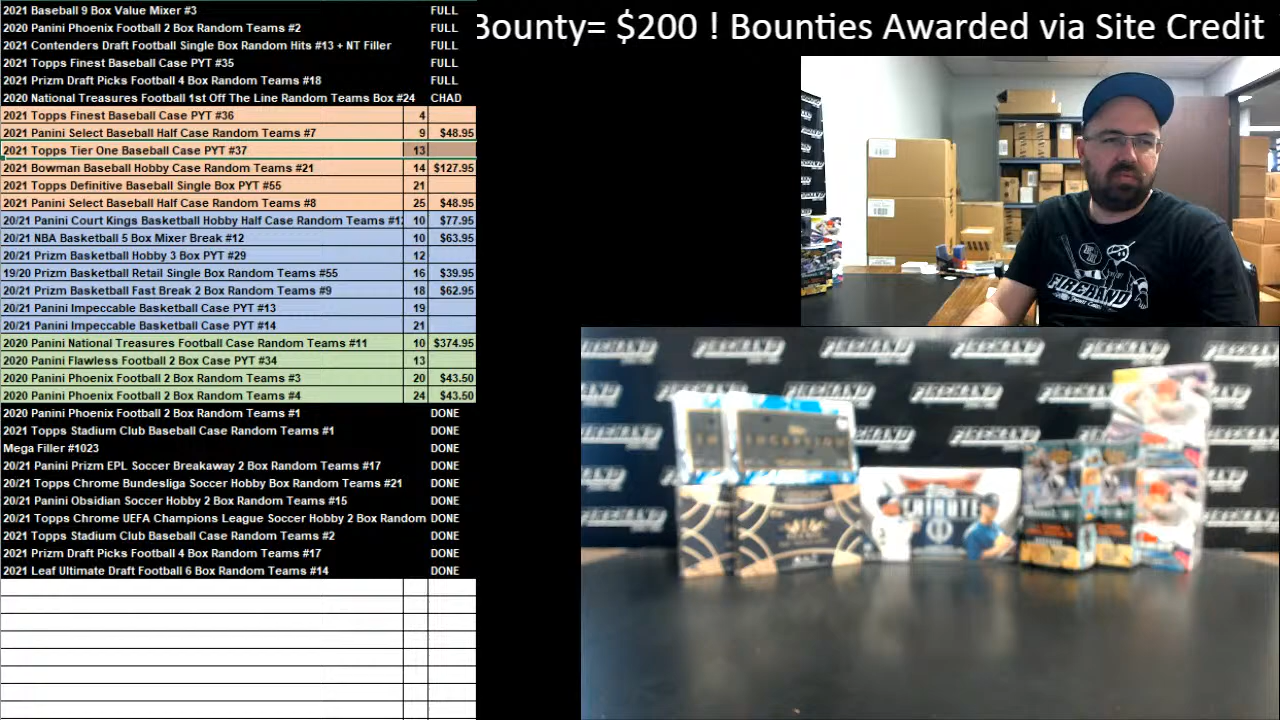 2021 Baseball 9 Box Value Mixer #3 FULL
2020 Panini Phoenix Football 2 Box Random Teams #2 FULL
2021 Contenders Draft Football Single Box Random Hits #13 + NT Filler FULL
2021 Topps Finest Baseball Case PYT #35 FULL
2021 Prizm Draft Picks Football 4 Box Random Teams #18 FULL
2020 National Treasures Football 1st Off The Line Random Teams Box #24 CHAD
2021 Topps Finest Baseball Case PYT #36 4
2021 Panini Select Baseball Half Case Random Teams #7 9 $48.95
2021 Topps Tier One Baseball Case PYT #37 13
2021 Bowman Baseball Hobby Case Random Teams #21 14 $127.95
2021 Topps Definitive Baseball Single Box PYT #55 21
2021 Panini Select Baseball Half Case Random Teams #8 25 $48.95
20/21 Panini Court Kings Basketball Hobby Half Case Random Teams #1 10 $77.95
20/21 NBA Basketball 5 Box Mixer Break #12 10 $63.95
20/21 Prizm Basketball Hobby 3 Box PYT #29 12
19/20 Prizm Basketball Retail Single Box Random Teams #55 16 $39.95
20/21 Prizm Basketball Fast Break 2 Box Random Teams #9 18 $62.95
20/21 Panini Impeccable Basketball Case PYT #13 19
20/21 Panini Impeccable Basketball Case PYT #14 21
2020 Panini National Treasures Football Case Random Teams #11 10 $374.95
2020 Panini Flawless Football 2 Box Case PYT #34 13
2020 Panini Phoenix Football 2 Box Random Teams #3 20 $43.50
2020 Panini Phoenix Football 2 Box Random Teams #4 24 $43.50
2020 Panini Phoenix Football 2 Box Random Teams #1 DONE
2021 Topps Stadium Club Baseball Case Random Teams #1 DONE
Mega Filler #1023 DONE
20/21 Panini Prizm EPL Soccer Breakaway 2 Box Random Teams #17 DONE
20/21 Topps Chrome Bundesliga Soccer Hobby Box Random Teams #21 DONE
20/21 Panini Obsidian Soccer Hobby 2 Box Random Teams #15 DONE
20/21 Topps Chrome UEFA Champions League Soccer Hobby 2 Box Random DONE
2021 Topps Stadium Club Baseball Case Random Teams #2 DONE
2021 Prizm Draft Picks Football 4 Box Random Teams #17 DONE
2021 Leaf Ultimate Draft Football 6 Box Random Teams #14 DONE
Bounty= $200 ! Bounties Awarded via Site Credit
FIREHAND
FIREHAND
INCEPTION
TRIBUTE